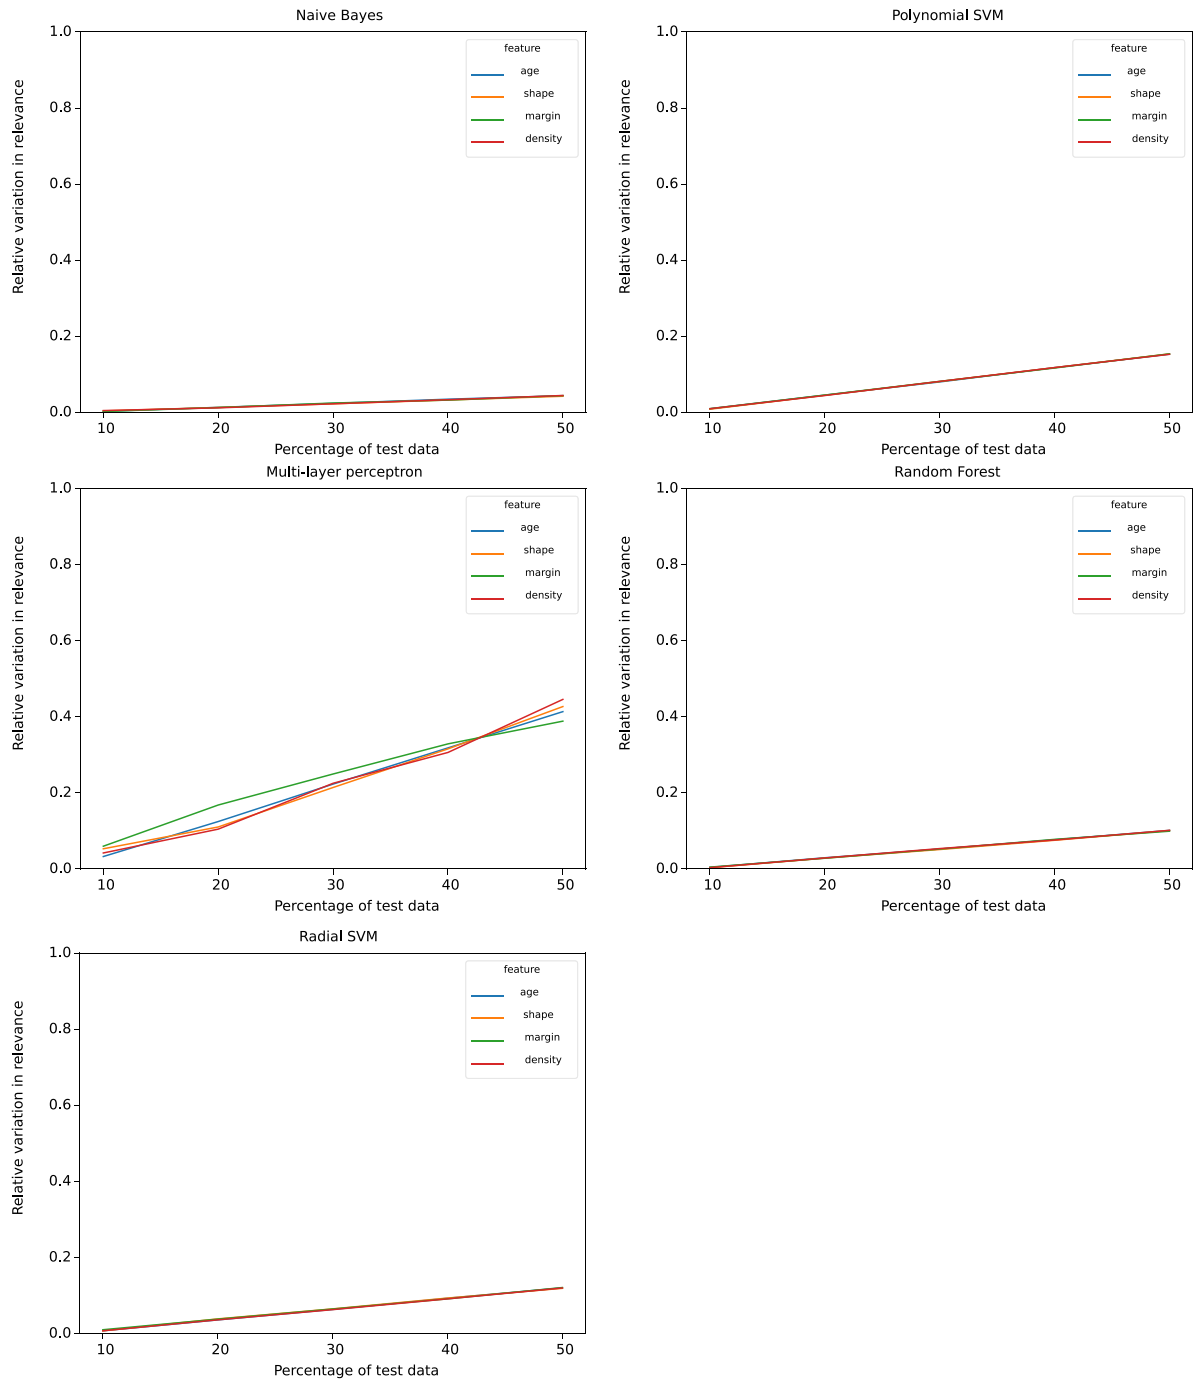 Naive Bayes
Relative variation in relevance
1.0
0.8
0.6
0.4
0.2
0.0
feature
age
shape
margin
density
10 20 30 40 50
Percentage of test data
Polynomial SVM
Relative variation in relevance
1.0
0.8
0.6
0.4
0.2
0.0
feature
age
shape
margin
density
10 20 30 40 50
Percentage of test data
Multi-layer perceptron
Relative variation in relevance
1.0
0.8
0.6
0.4
0.2
0.0
feature
age
shape
margin
density
10 20 30 40 50
Percentage of test data
Random Forest
Relative variation in relevance
1.0
0.8
0.6
0.4
0.2
0.0
feature
age
shape
margin
density
10 20 30 40 50
Percentage of test data
Radial SVM
Relative variation in relevance
1.0
0.8
0.6
0.4
0.2
0.0
feature
age
shape
margin
density
10 20 30 40 50
Percentage of test data